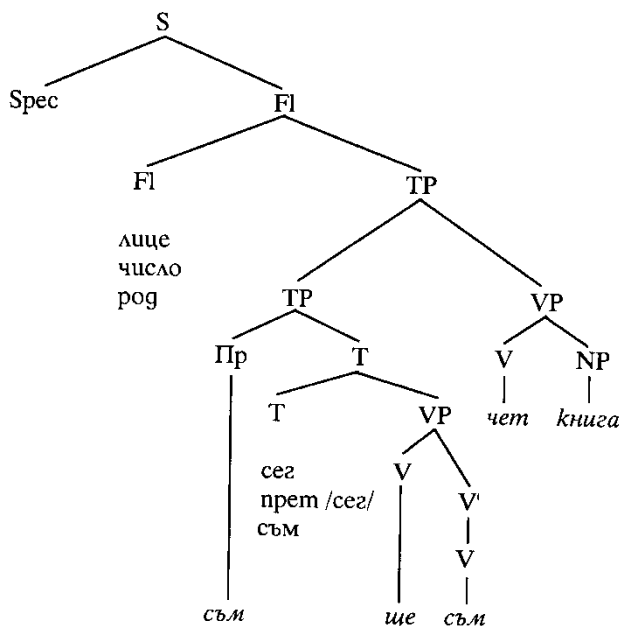 S
Spec Fl
Fl TP
лице
число
род
TP VP
Пр Т V NP
Т VP чет книга
сег
прет /сег/
съм
V V'
V
съм ще съм